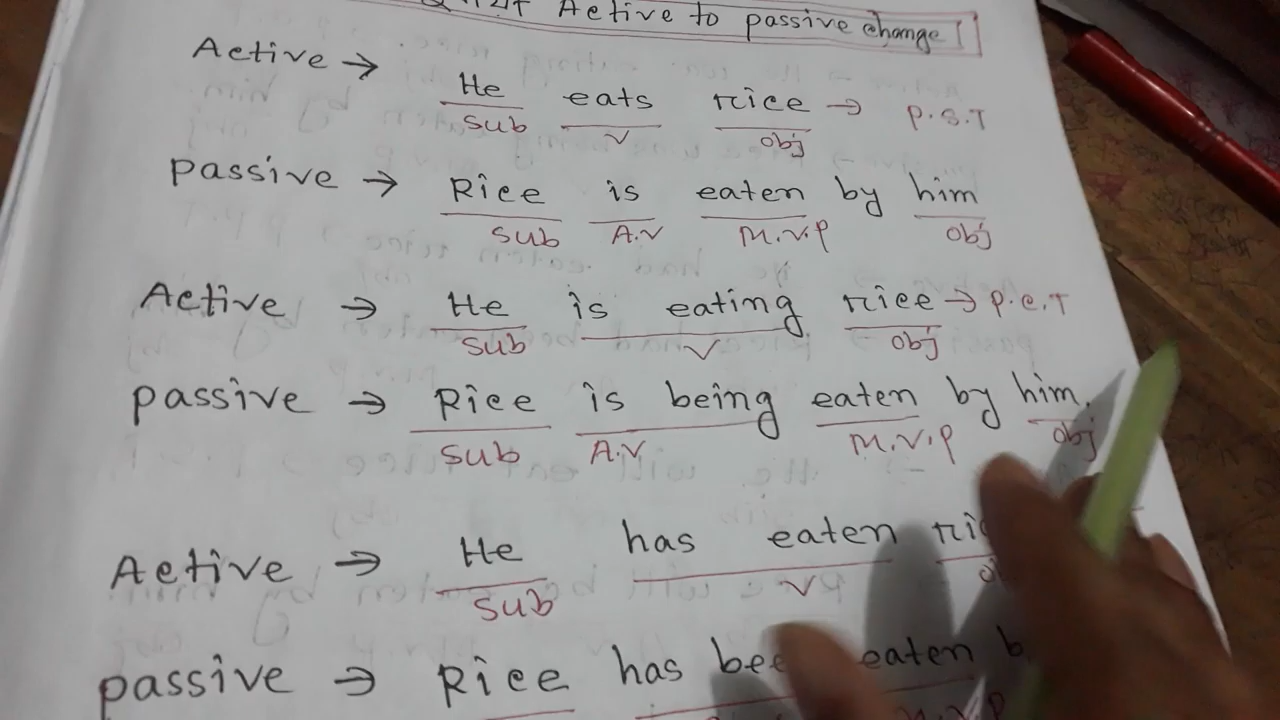 Active to passive change
Active → He eats rice → P.S.T
sub v obj
Passive → Rice is eaten by him
sub A.V M.V.P obj
Active → He is eating rice → P.C.T
sub v obj
passive → Rice is being eaten by him.
sub A.V. M.V.P obj
Active → He has eaten
sub v
passive → Rice has eaten